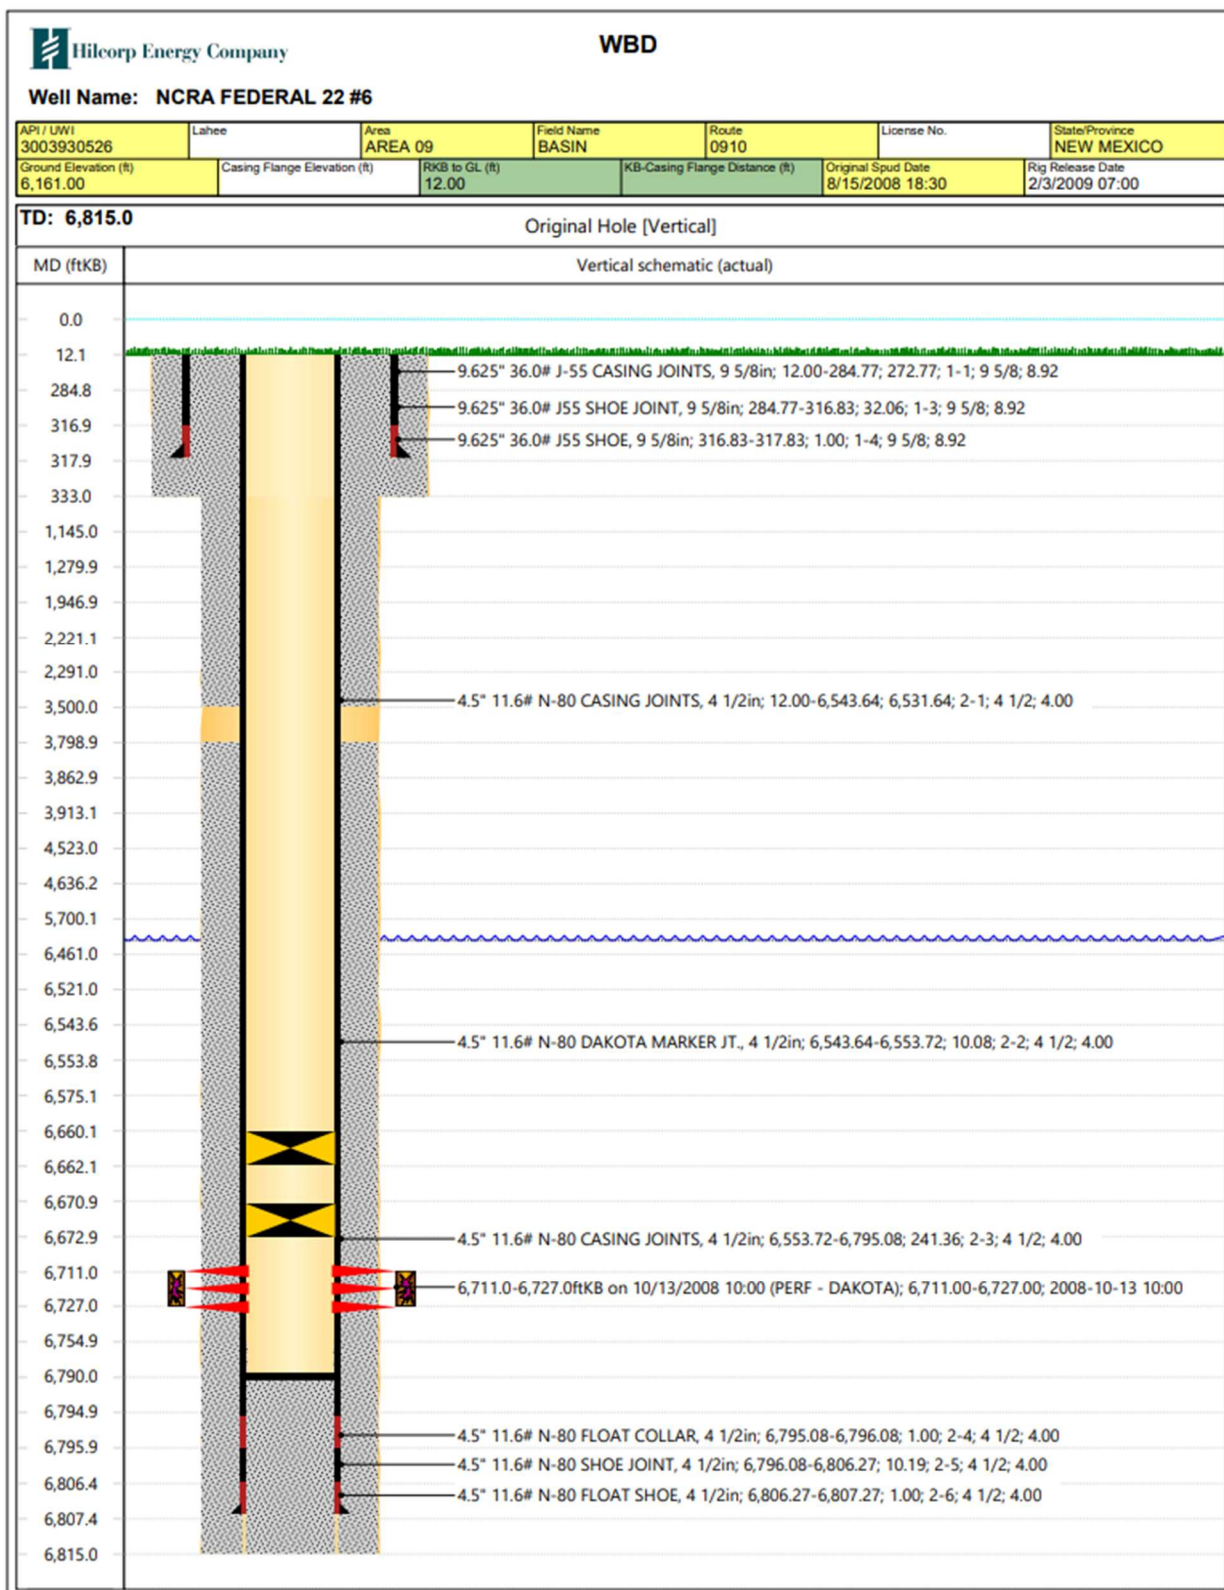 Hilcorp Energy Company
WBD
Well Name: NCRA FEDERAL 22 #6
API / UWI Lahee Area Field Name Route License No. State/Province
3003930526 AREA 09 BASIN 0910 NEW MEXICO
Ground Elevation (ft) Casing Flange Elevation (ft) RKB to GL (ft) KB-Casing Flange Distance (ft) Original Spud Date Rig Release Date
6,161.00 12.00 8/15/2008 18:30 2/3/2009 07:00
TD: 6,815.0 Original Hole [Vertical]
MD (ftKB) Vertical schematic (actual)
0.0
12.1
9.625" 36.0# J-55 CASING JOINTS, 9 5/8in; 12.00-284.77; 272.77; 1-1; 9 5/8; 8.92
284.8
9.625" 36.0# J55 SHOE JOINT, 9 5/8in; 284.77-316.83; 32.06; 1-3; 9 5/8; 8.92
316.9
9.625" 36.0# J55 SHOE, 9 5/8in; 316.83-317.83; 1.00; 1-4; 9 5/8; 8.92
317.9
333.0
1,145.0
1,279.9
1,946.9
2,221.1
2,291.0
4.5" 11.6# N-80 CASING JOINTS, 4 1/2in; 12.00-6,543.64; 6,531.64; 2-1; 4 1/2; 4.00
3,500.0
3,798.9
3,862.9
3,913.1
4,523.0
4,636.2
5,700.1
6,461.0
6,521.0
6,543.6
4.5" 11.6# N-80 DAKOTA MARKER JT., 4 1/2in; 6,543.64-6,553.72; 10.08; 2-2; 4 1/2; 4.00
6,553.8
6,575.1
6,660.1
6,662.1
6,670.9
6,672.9
4.5" 11.6# N-80 CASING JOINTS, 4 1/2in; 6,553.72-6,795.08; 241.36; 2-3; 4 1/2; 4.00
6,711.0
6,711.0-6,727.0ftKB on 10/13/2008 10:00 (PERF - DAKOTA); 6,711.00-6,727.00; 2008-10-13 10:00
6,727.0
6,754.9
6,790.0
6,794.9
4.5" 11.6# N-80 FLOAT COLLAR, 4 1/2in; 6,795.08-6,796.08; 1.00; 2-4; 4 1/2; 4.00
6,795.9
4.5" 11.6# N-80 SHOE JOINT, 4 1/2in; 6,796.08-6,806.27; 10.19; 2-5; 4 1/2; 4.00
6,806.4
4.5" 11.6# N-80 FLOAT SHOE, 4 1/2in; 6,806.27-6,807.27; 1.00; 2-6; 4 1/2; 4.00
6,807.4
6,815.0